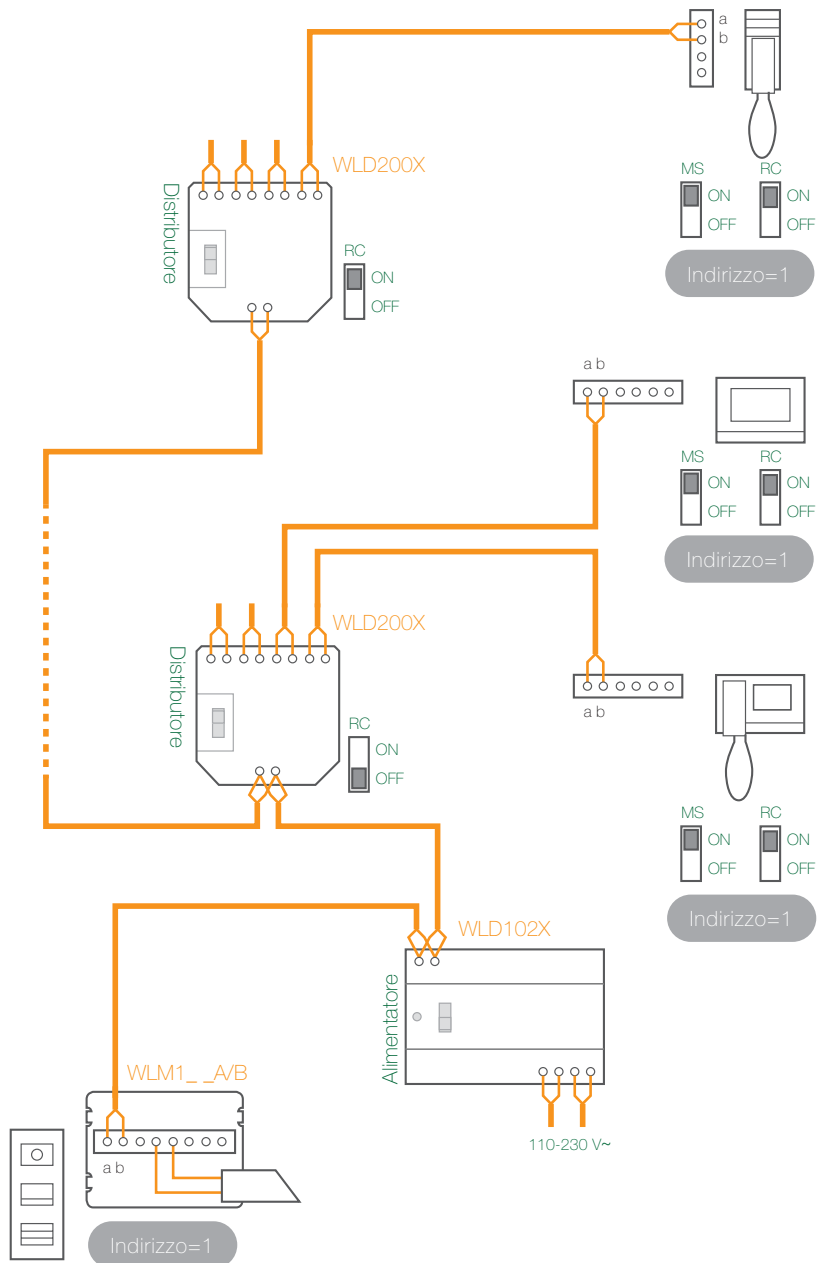 a
b
WLD200X
Distributore
MS
RC
ON
ON
OFF
OFF
Indirizzo=1
RC
ON
OFF
a b
MS
RC
ON
ON
OFF
OFF
Indirizzo=1
WLD200X
Distributore
RC
ON
OFF
a b
MS
RC
ON
ON
OFF
OFF
Indirizzo=1
WLD102X
Alimentatore
110-230 V~
WLM1_ _A/B
a b
Indirizzo=1